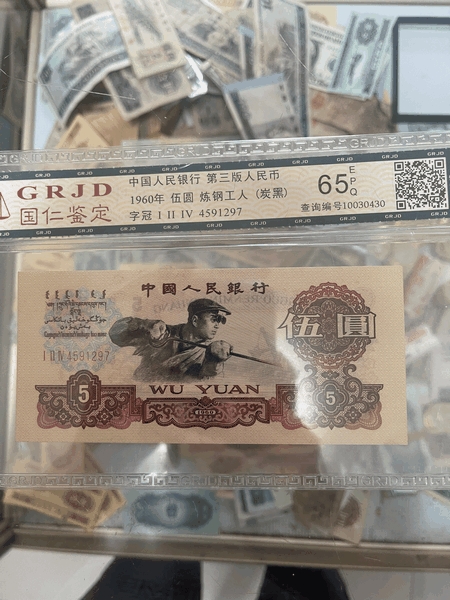 GRJD
国仁鉴定
中国人民银行 第三版人民币
1960年 伍圆 炼钢工人 (炭黑)
字冠 I II IV 4591297
65 EPQ
查询编号10030430
中国人民银行
I II IV 4591297
伍圆
5
WU YUAN
1960
5